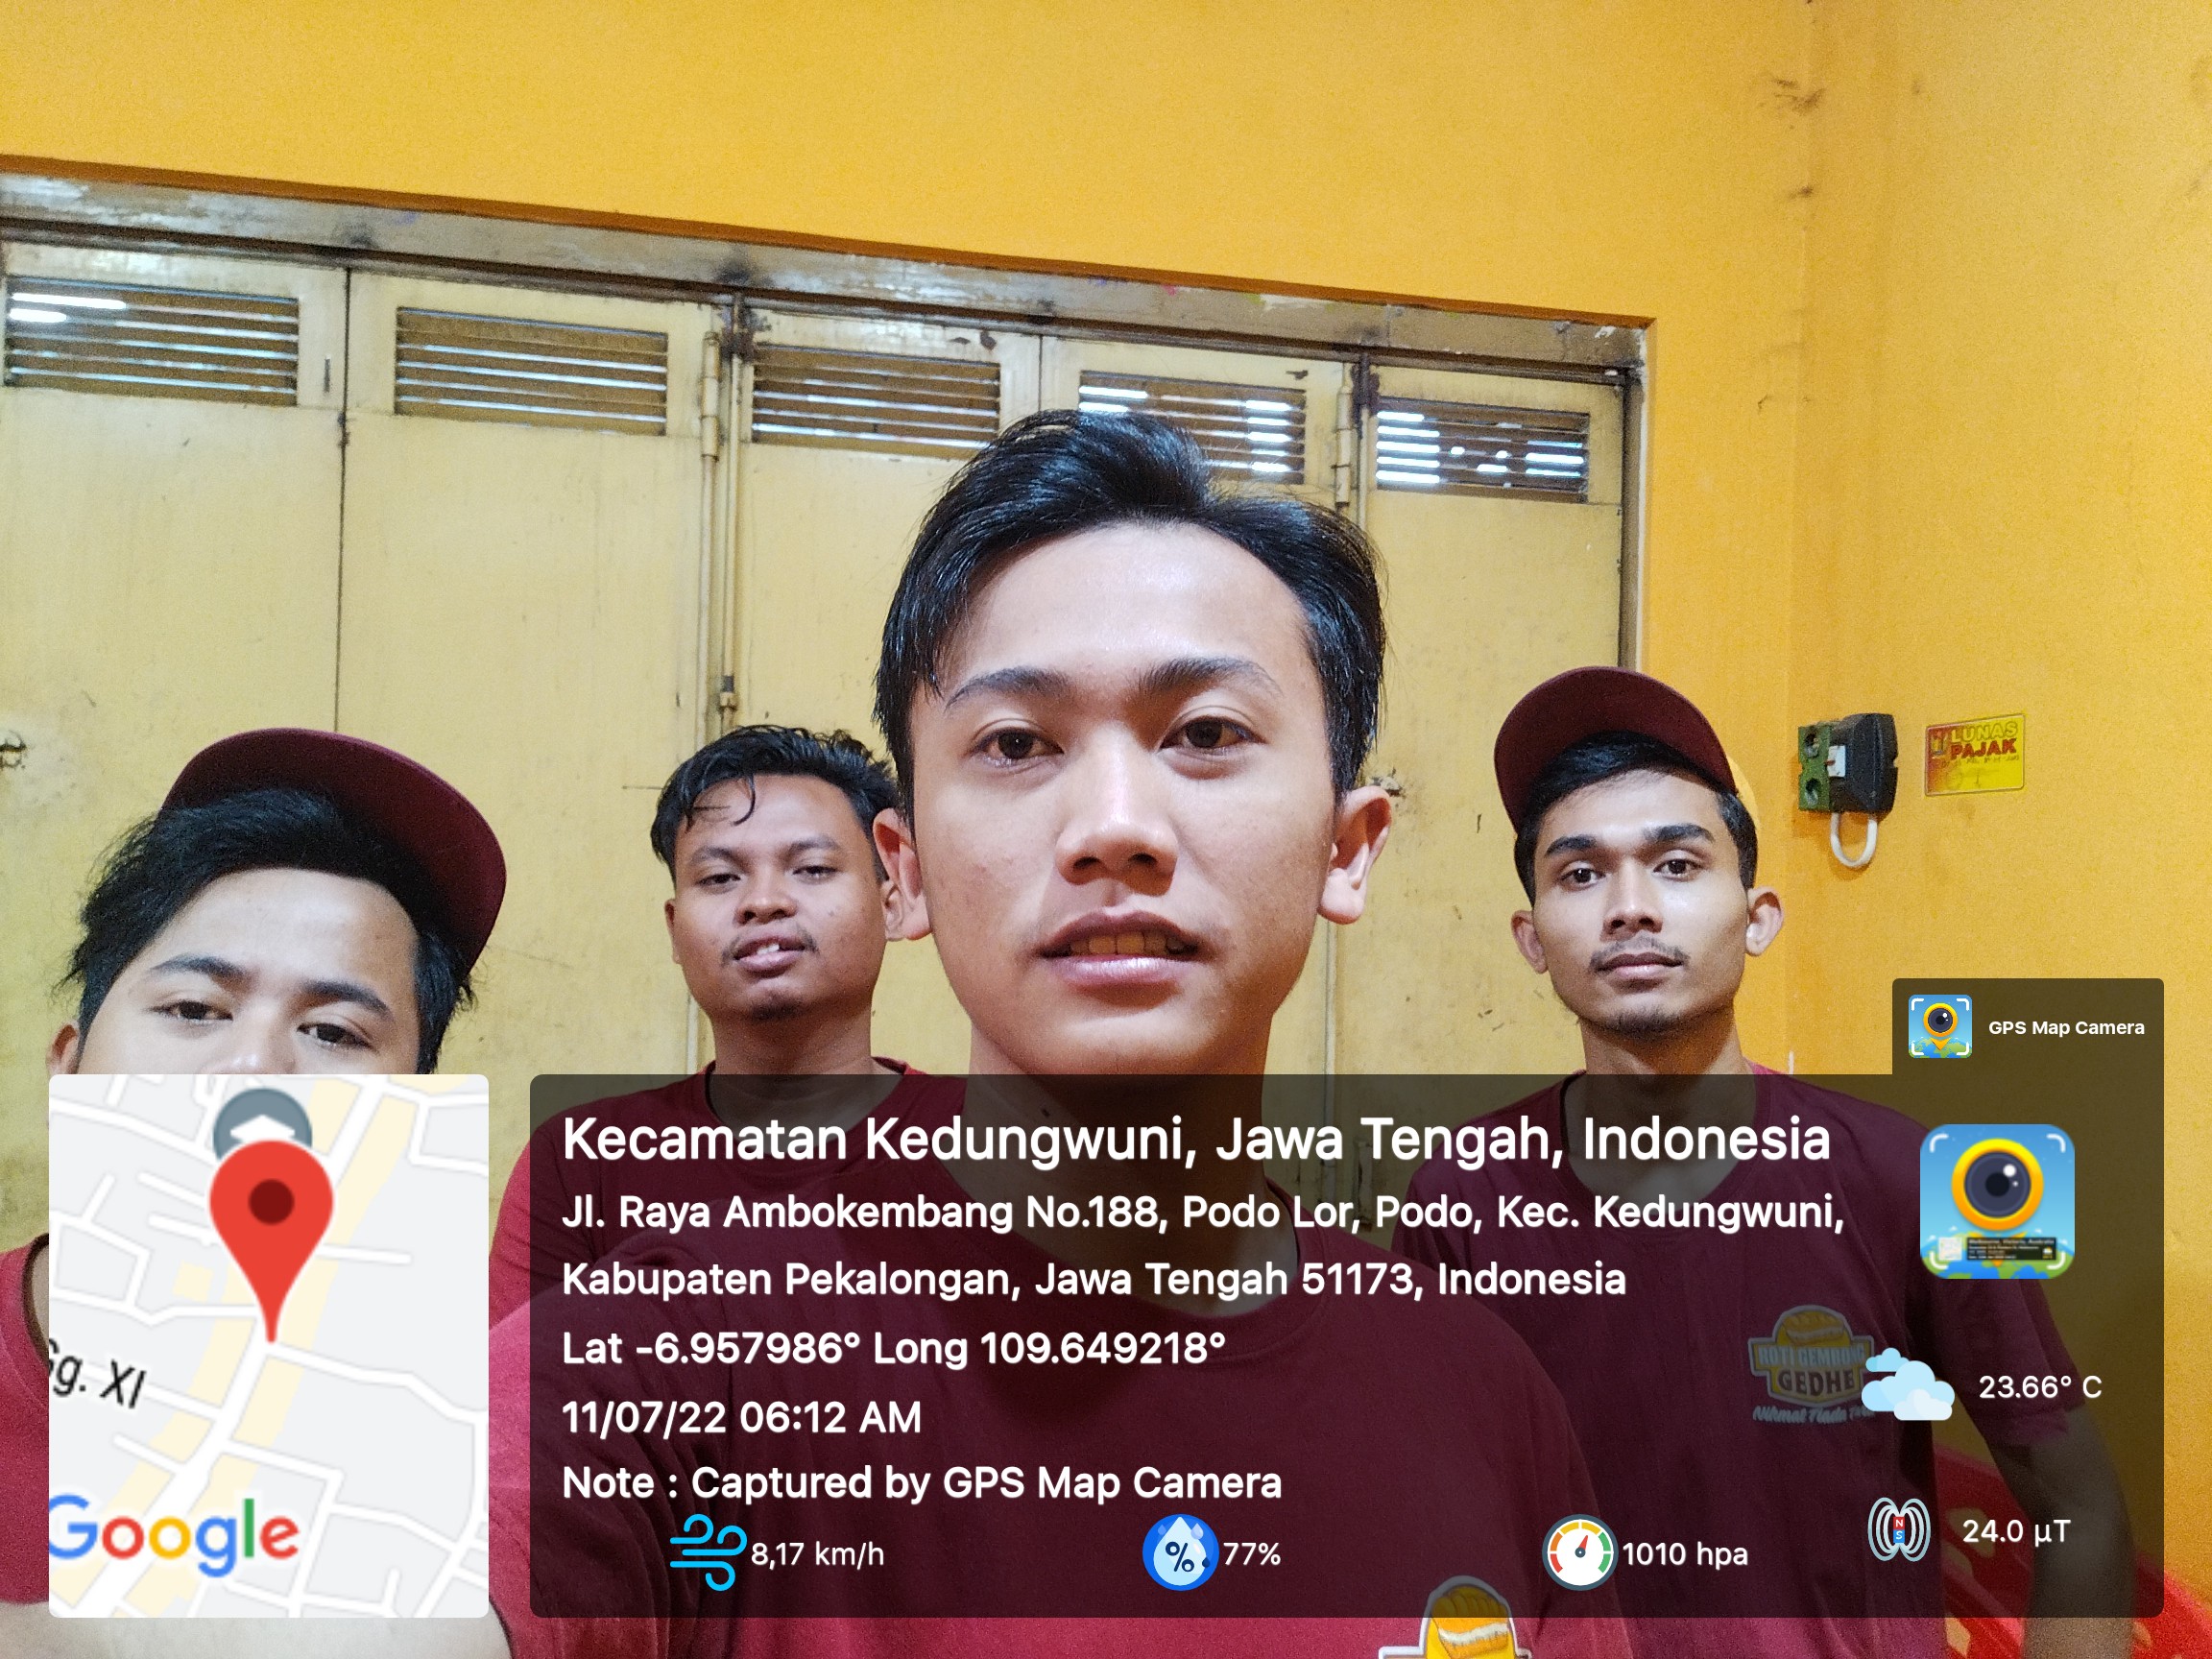 LUNAS
PAJAK
GPS Map Camera
Kecamatan Kedungwuni, Jawa Tengah, Indonesia
Jl. Raya Ambokembang No.188, Podo Lor, Podo, Kec. Kedungwuni,
Kabupaten Pekalongan, Jawa Tengah 51173, Indonesia
Lat -6.957986° Long 109.649218°
11/07/22 06:12 AM
Note : Captured by GPS Map Camera
8,17 km/h
77%
1010 hpa
23.66° C
24.0 µT
g. XI
Google
ROTI GEMBONG
GEDHE
Nikmat Tiada